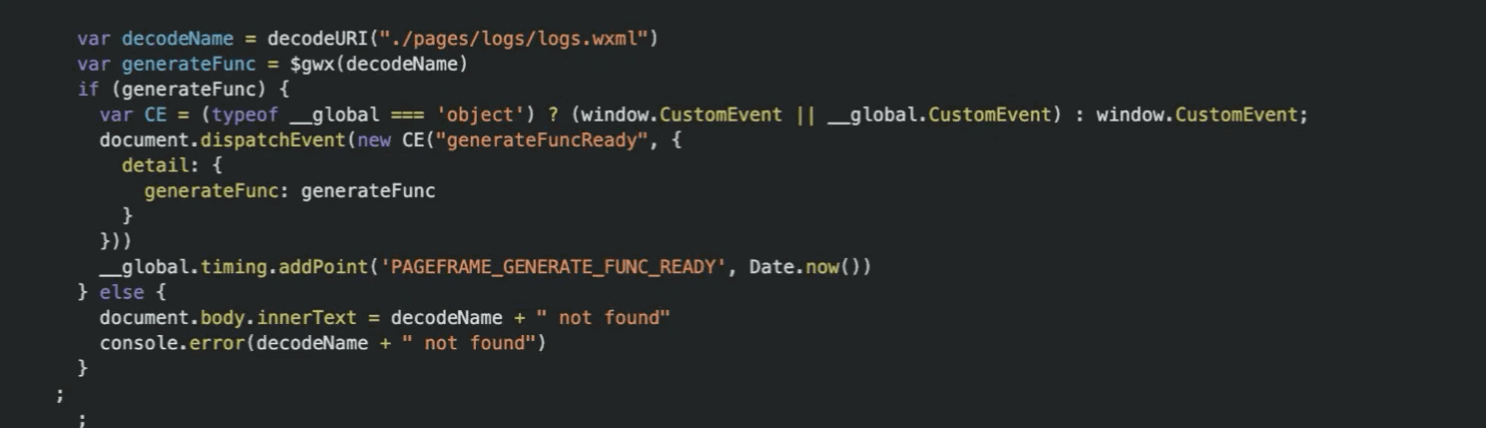 var decodeName = decodeURI("./pages/logs/logs.wxml")
var generateFunc = $gwx(decodeName)
if (generateFunc) {
var CE = (typeof __global === 'object') ? (window.CustomEvent || __global.CustomEvent) : window.CustomEvent;
document.dispatchEvent(new CE("generateFuncReady", {
detail: {
generateFunc: generateFunc
}
}))
__global.timing.addPoint('PAGEFRAME_GENERATE_FUNC_READY', Date.now())
} else {
document.body.innerText = decodeName + " not found"
console.error(decodeName + " not found")
}
;
;